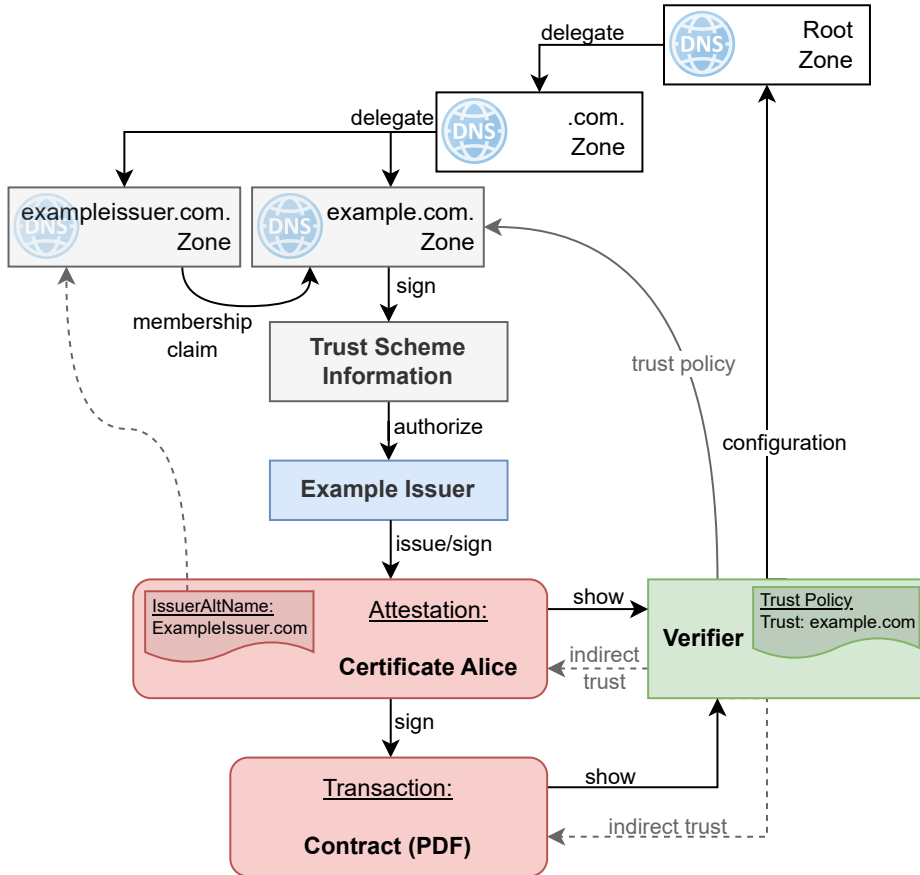 delegate
DNS
Root
Zone
delegate
DNS
.com.
Zone
DNS
exampleissuer.com.
Zone
DNS
example.com.
Zone
membership
claim
sign
Trust Scheme
Information
trust policy
authorize
configuration
Example Issuer
issue/sign
IssuerAltName:
ExampleIssuer.com
Attestation:
Certificate Alice
show
indirect
trust
Verifier
Trust Policy
Trust: example.com
sign
Transaction:
Contract (PDF)
show
indirect trust